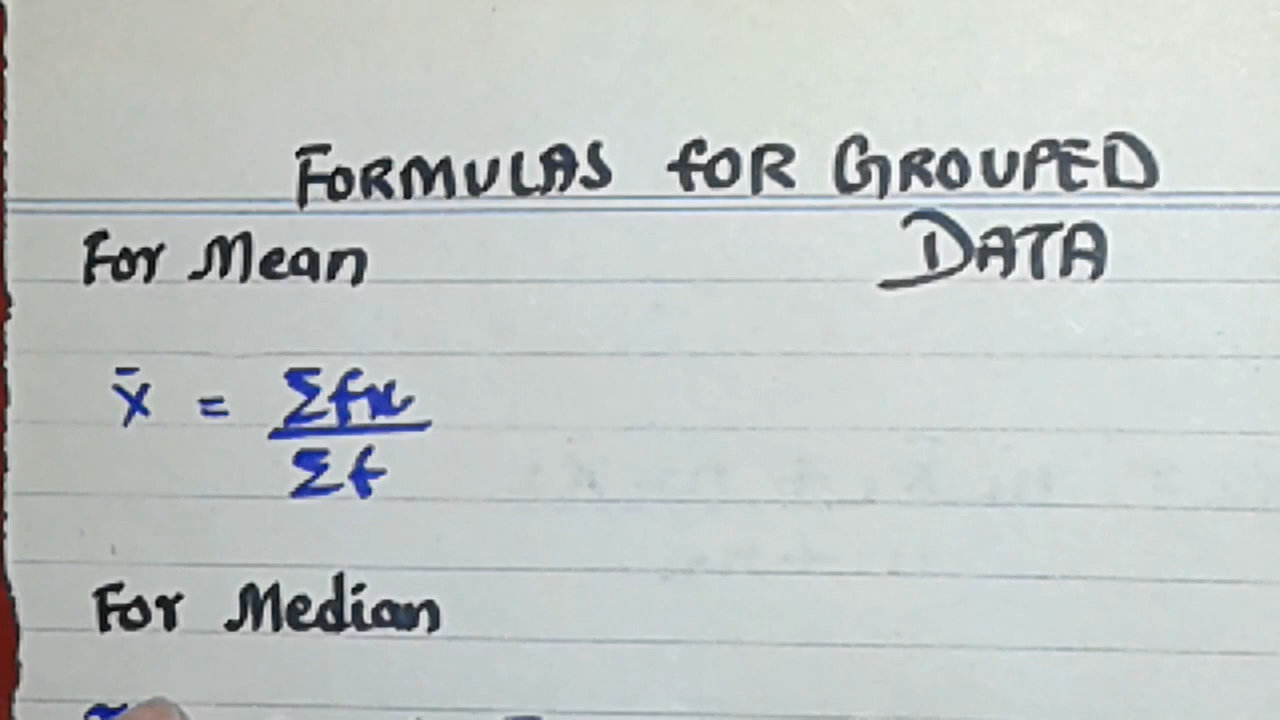 FORMULAS FOR GROUPED
DATA
For Mean
x̄ = Σfx
Σf
For Median